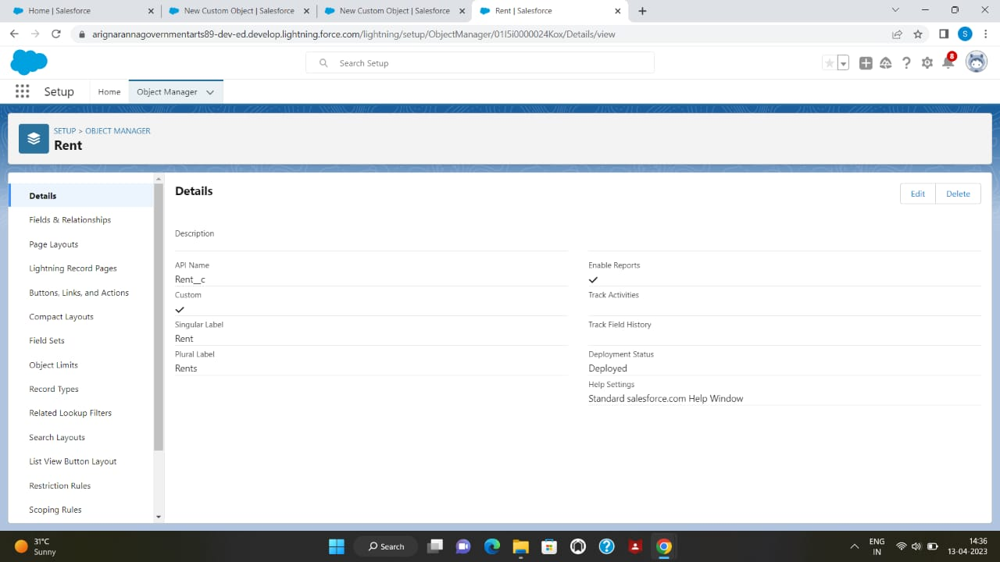 Home | Salesforce
New Custom Object | Salesforce
New Custom Object | Salesforce
Rent | Salesforce
arignarannagovernmentarts89-dev-ed.develop.lightning.force.com/lightning/setup/ObjectManager/01I5i0000024Kox/Details/view
S
Search Setup
8
Setup
Home
Object Manager
SETUP > OBJECT MANAGER
Rent
Details
Fields & Relationships
Page Layouts
Lightning Record Pages
Buttons, Links, and Actions
Compact Layouts
Field Sets
Object Limits
Record Types
Related Lookup Filters
Search Layouts
List View Button Layout
Restriction Rules
Scoping Rules
Details
Edit
Delete
Description
API Name
Rent__c
Custom
Singular Label
Rent
Plural Label
Rents
Enable Reports
Track Activities
Track Field History
Deployment Status
Deployed
Help Settings
Standard salesforce.com Help Window
31°C
Sunny
Search
ENG
IN
14:36
13-04-2023